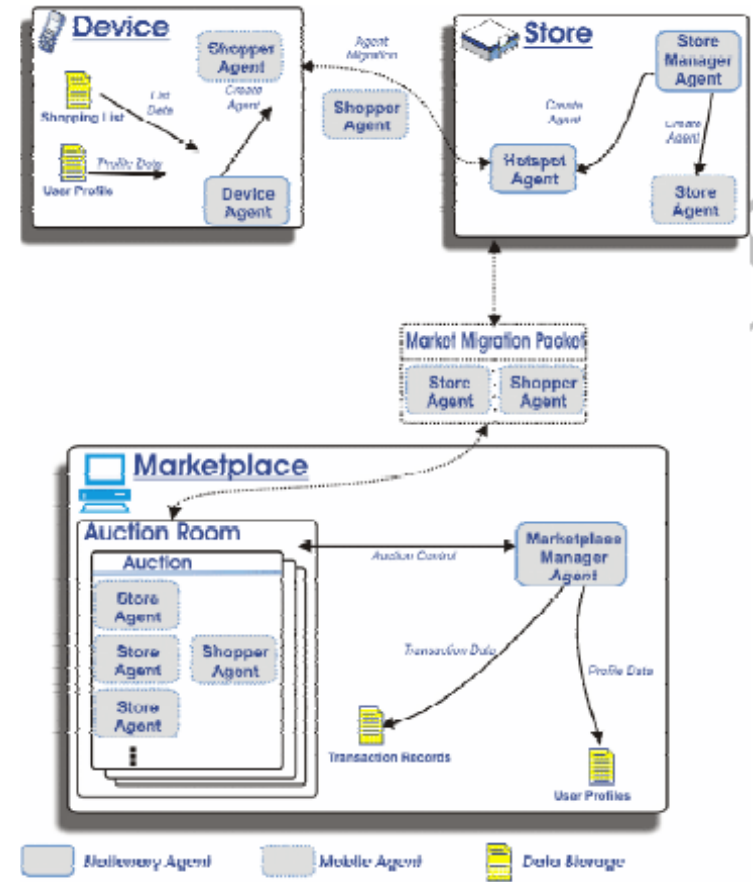 Device
Shopper
Agent
Create
Agent
List
Data
Shopping List
Profile Data
User Profile
Device
Agent
Agent
Migration
Shopper
Agent
Store
Store
Manager
Agent
Create
Agent
Create
Agent
Hotspot
Agent
Store
Agent
Market Migration Packet
Store
Agent
Shopper
Agent
Marketplace
Auction Room
Auction
Store
Agent
Store
Agent
Shopper
Agent
Store
Agent
Auction Control
Marketplace
Manager
Agent
Transaction Data
Profile Data
Transaction Records
User Profiles
Stationary Agent
Mobile Agent
Data Storage